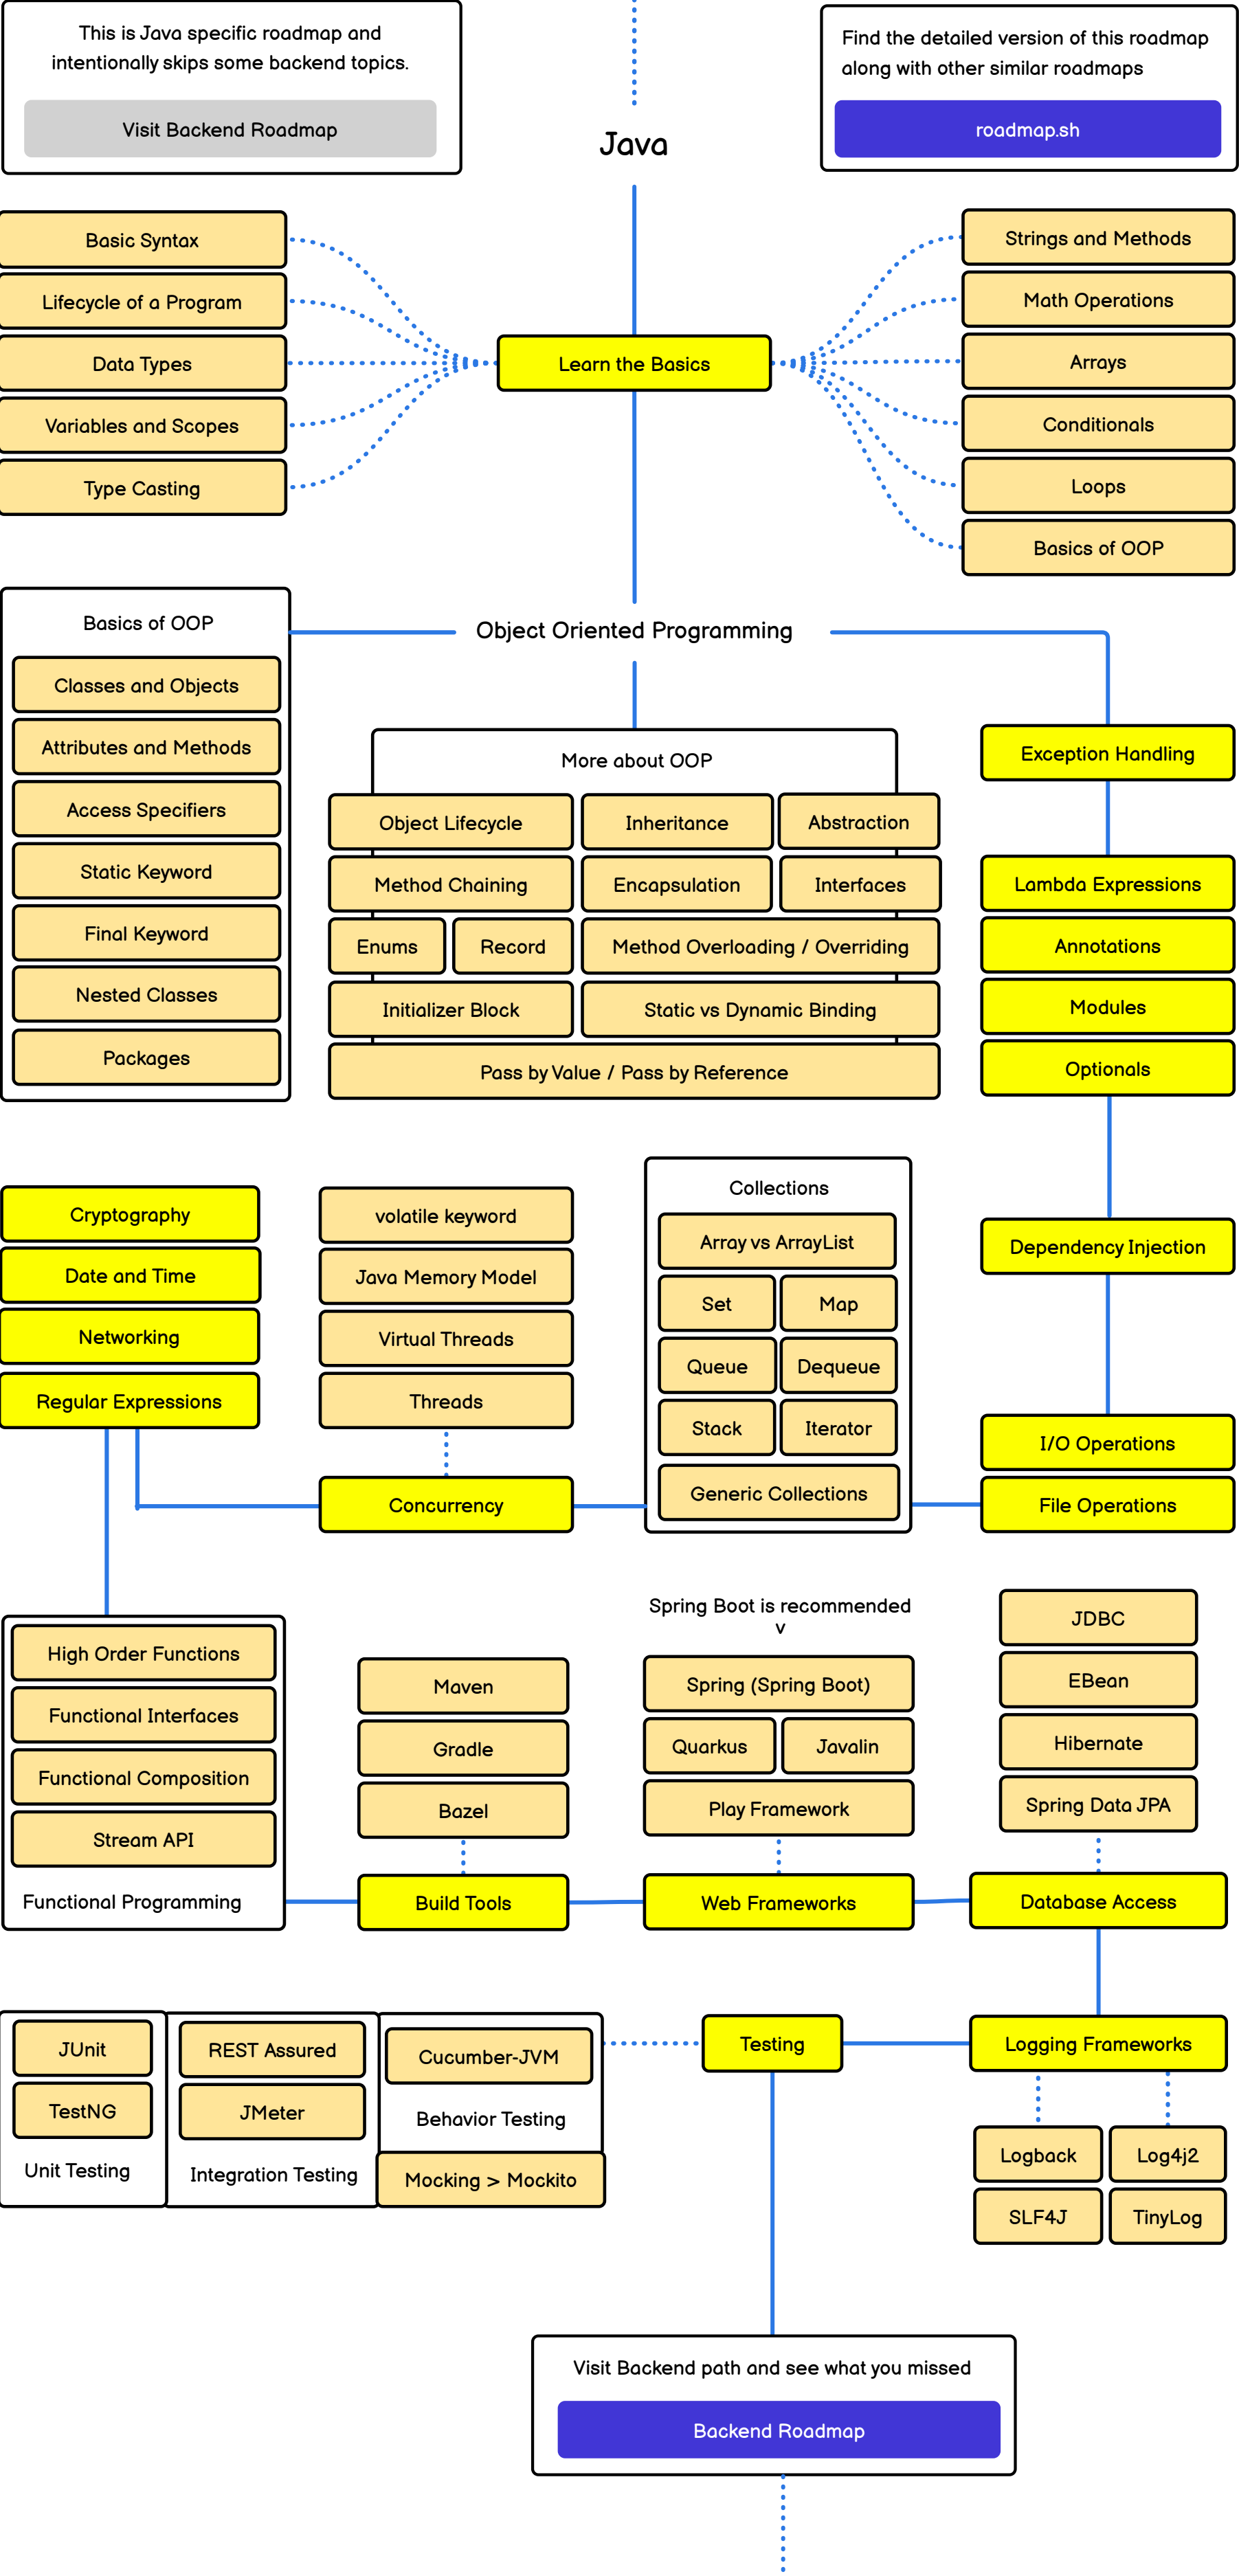 This is Java specific roadmap and
intentionally skips some backend topics.
Visit Backend Roadmap
Java
Find the detailed version of this roadmap
along with other similar roadmaps
roadmap.sh
Basic Syntax
Lifecycle of a Program
Data Types
Variables and Scopes
Type Casting
Learn the Basics
Strings and Methods
Math Operations
Arrays
Conditionals
Loops
Basics of OOP
Basics of OOP
Classes and Objects
Attributes and Methods
Access Specifiers
Static Keyword
Final Keyword
Nested Classes
Packages
Object Oriented Programming
More about OOP
Object Lifecycle
Inheritance
Abstraction
Method Chaining
Encapsulation
Interfaces
Enums
Record
Method Overloading / Overriding
Initializer Block
Static vs Dynamic Binding
Pass by Value / Pass by Reference
Exception Handling
Lambda Expressions
Annotations
Modules
Optionals
Dependency Injection
I/O Operations
File Operations
Collections
Array vs ArrayList
Set
Map
Queue
Dequeue
Stack
Iterator
Generic Collections
volatile keyword
Java Memory Model
Virtual Threads
Threads
Concurrency
Cryptography
Date and Time
Networking
Regular Expressions
High Order Functions
Functional Interfaces
Functional Composition
Stream API
Functional Programming
Maven
Gradle
Bazel
Build Tools
Spring Boot is recommended
v
Spring (Spring Boot)
Quarkus
Javalin
Play Framework
Web Frameworks
JDBC
EBean
Hibernate
Spring Data JPA
Database Access
Logging Frameworks
Logback
Log4j2
SLF4J
TinyLog
Testing
JUnit
TestNG
Unit Testing
REST Assured
JMeter
Integration Testing
Cucumber-JVM
Behavior Testing
Mocking > Mockito
Visit Backend path and see what you missed
Backend Roadmap